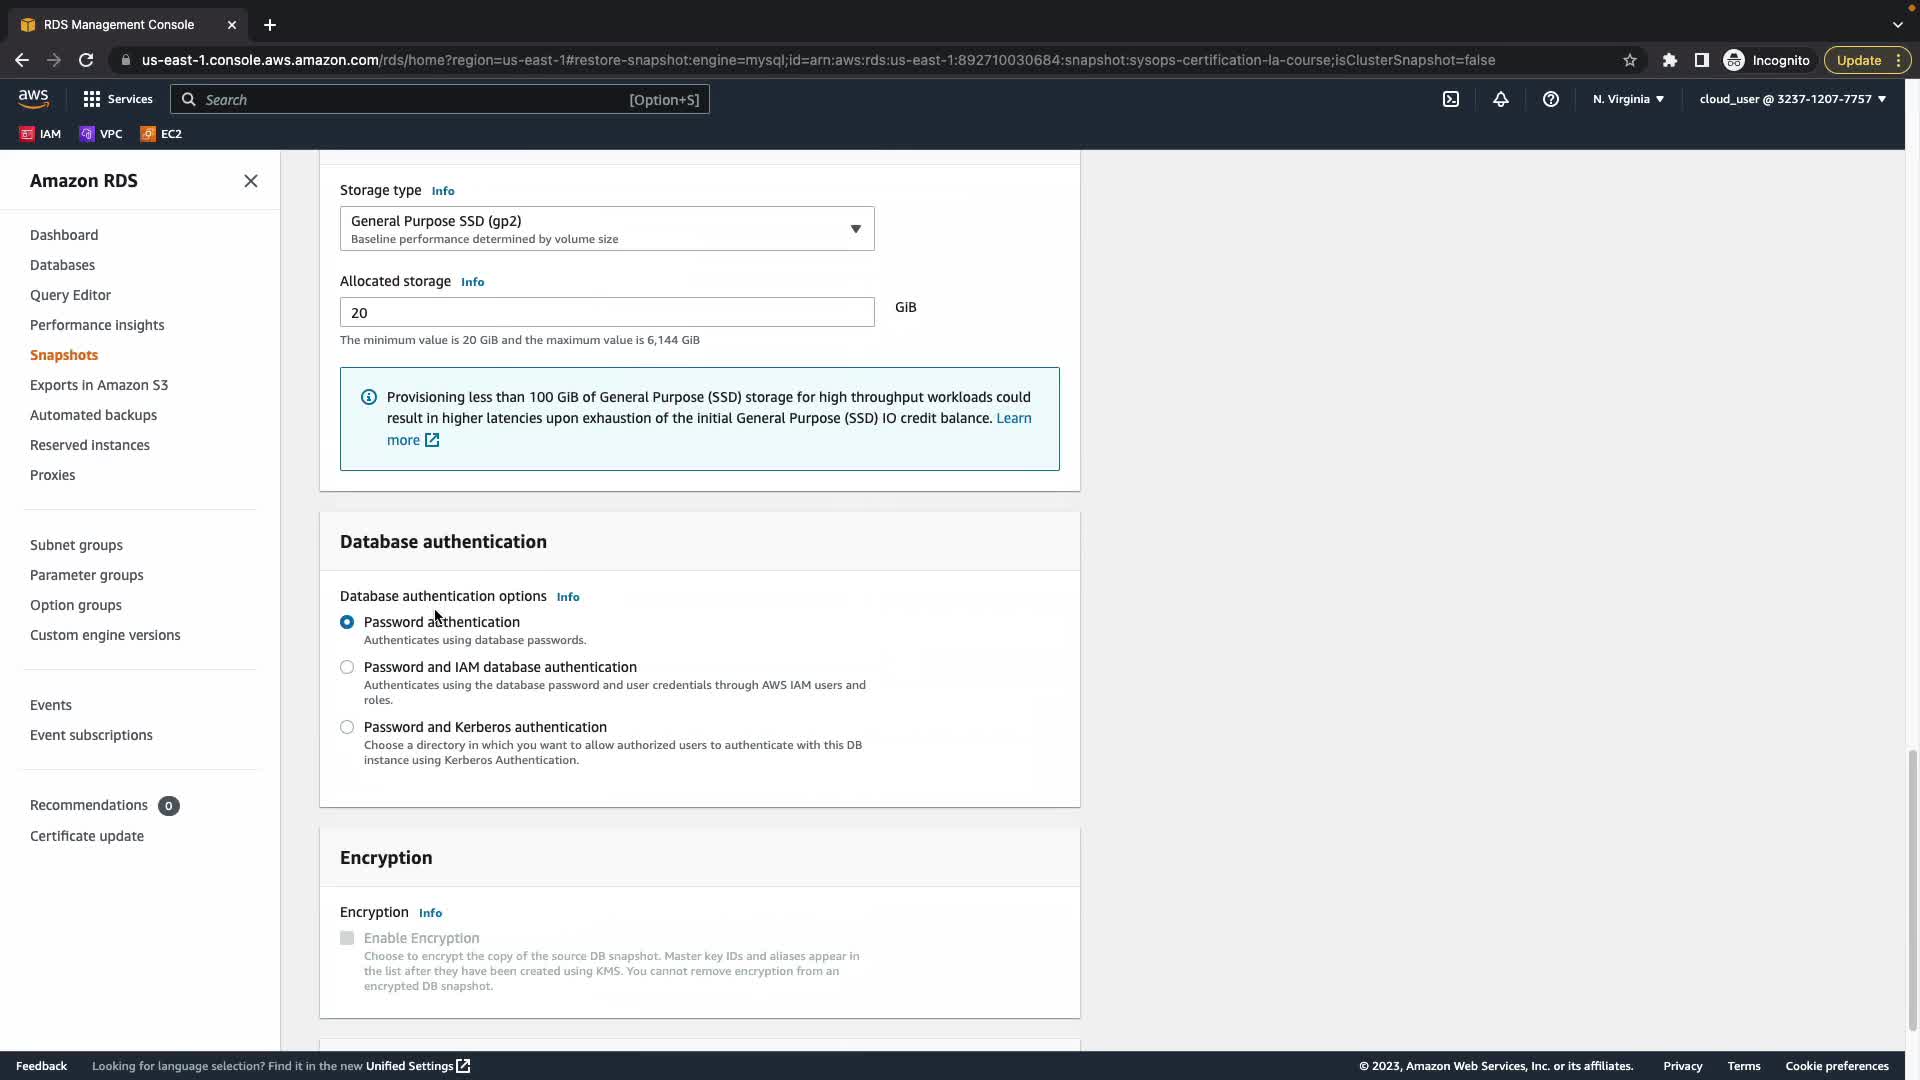 RDS Management Console
us-east-1.console.aws.amazon.com/rds/home?region=us-east-1#restore-snapshot:engine=mysql;id=arn:aws:rds:us-east-1:892710030684:snapshot:sysops-certification-la-course;isClusterSnapshot=false
Incognito
Update
aws
Services
Search
[Option+S]
N. Virginia
cloud_user @ 3237-1207-7757
IAM
VPC
EC2
Amazon RDS
Dashboard
Databases
Query Editor
Performance insights
Snapshots
Exports in Amazon S3
Automated backups
Reserved instances
Proxies
Subnet groups
Parameter groups
Option groups
Custom engine versions
Events
Event subscriptions
Recommendations 0
Certificate update
Storage type Info
General Purpose SSD (gp2)
Baseline performance determined by volume size
Allocated storage Info
20
GiB
The minimum value is 20 GiB and the maximum value is 6,144 GiB
Provisioning less than 100 GiB of General Purpose (SSD) storage for high throughput workloads could
result in higher latencies upon exhaustion of the initial General Purpose (SSD) IO credit balance. Learn
more
Database authentication
Database authentication options Info
Password authentication
Authenticates using database passwords.
Password and IAM database authentication
Authenticates using the database password and user credentials through AWS IAM users and
roles.
Password and Kerberos authentication
Choose a directory in which you want to allow authorized users to authenticate with this DB
instance using Kerberos Authentication.
Encryption
Encryption Info
Enable Encryption
Choose to encrypt the copy of the source DB snapshot. Master key IDs and aliases appear in
the list after they have been created using KMS. You cannot remove encryption from an
encrypted DB snapshot.
Feedback
Looking for language selection? Find it in the new Unified Settings
© 2023, Amazon Web Services, Inc. or its affiliates.
Privacy
Terms
Cookie preferences